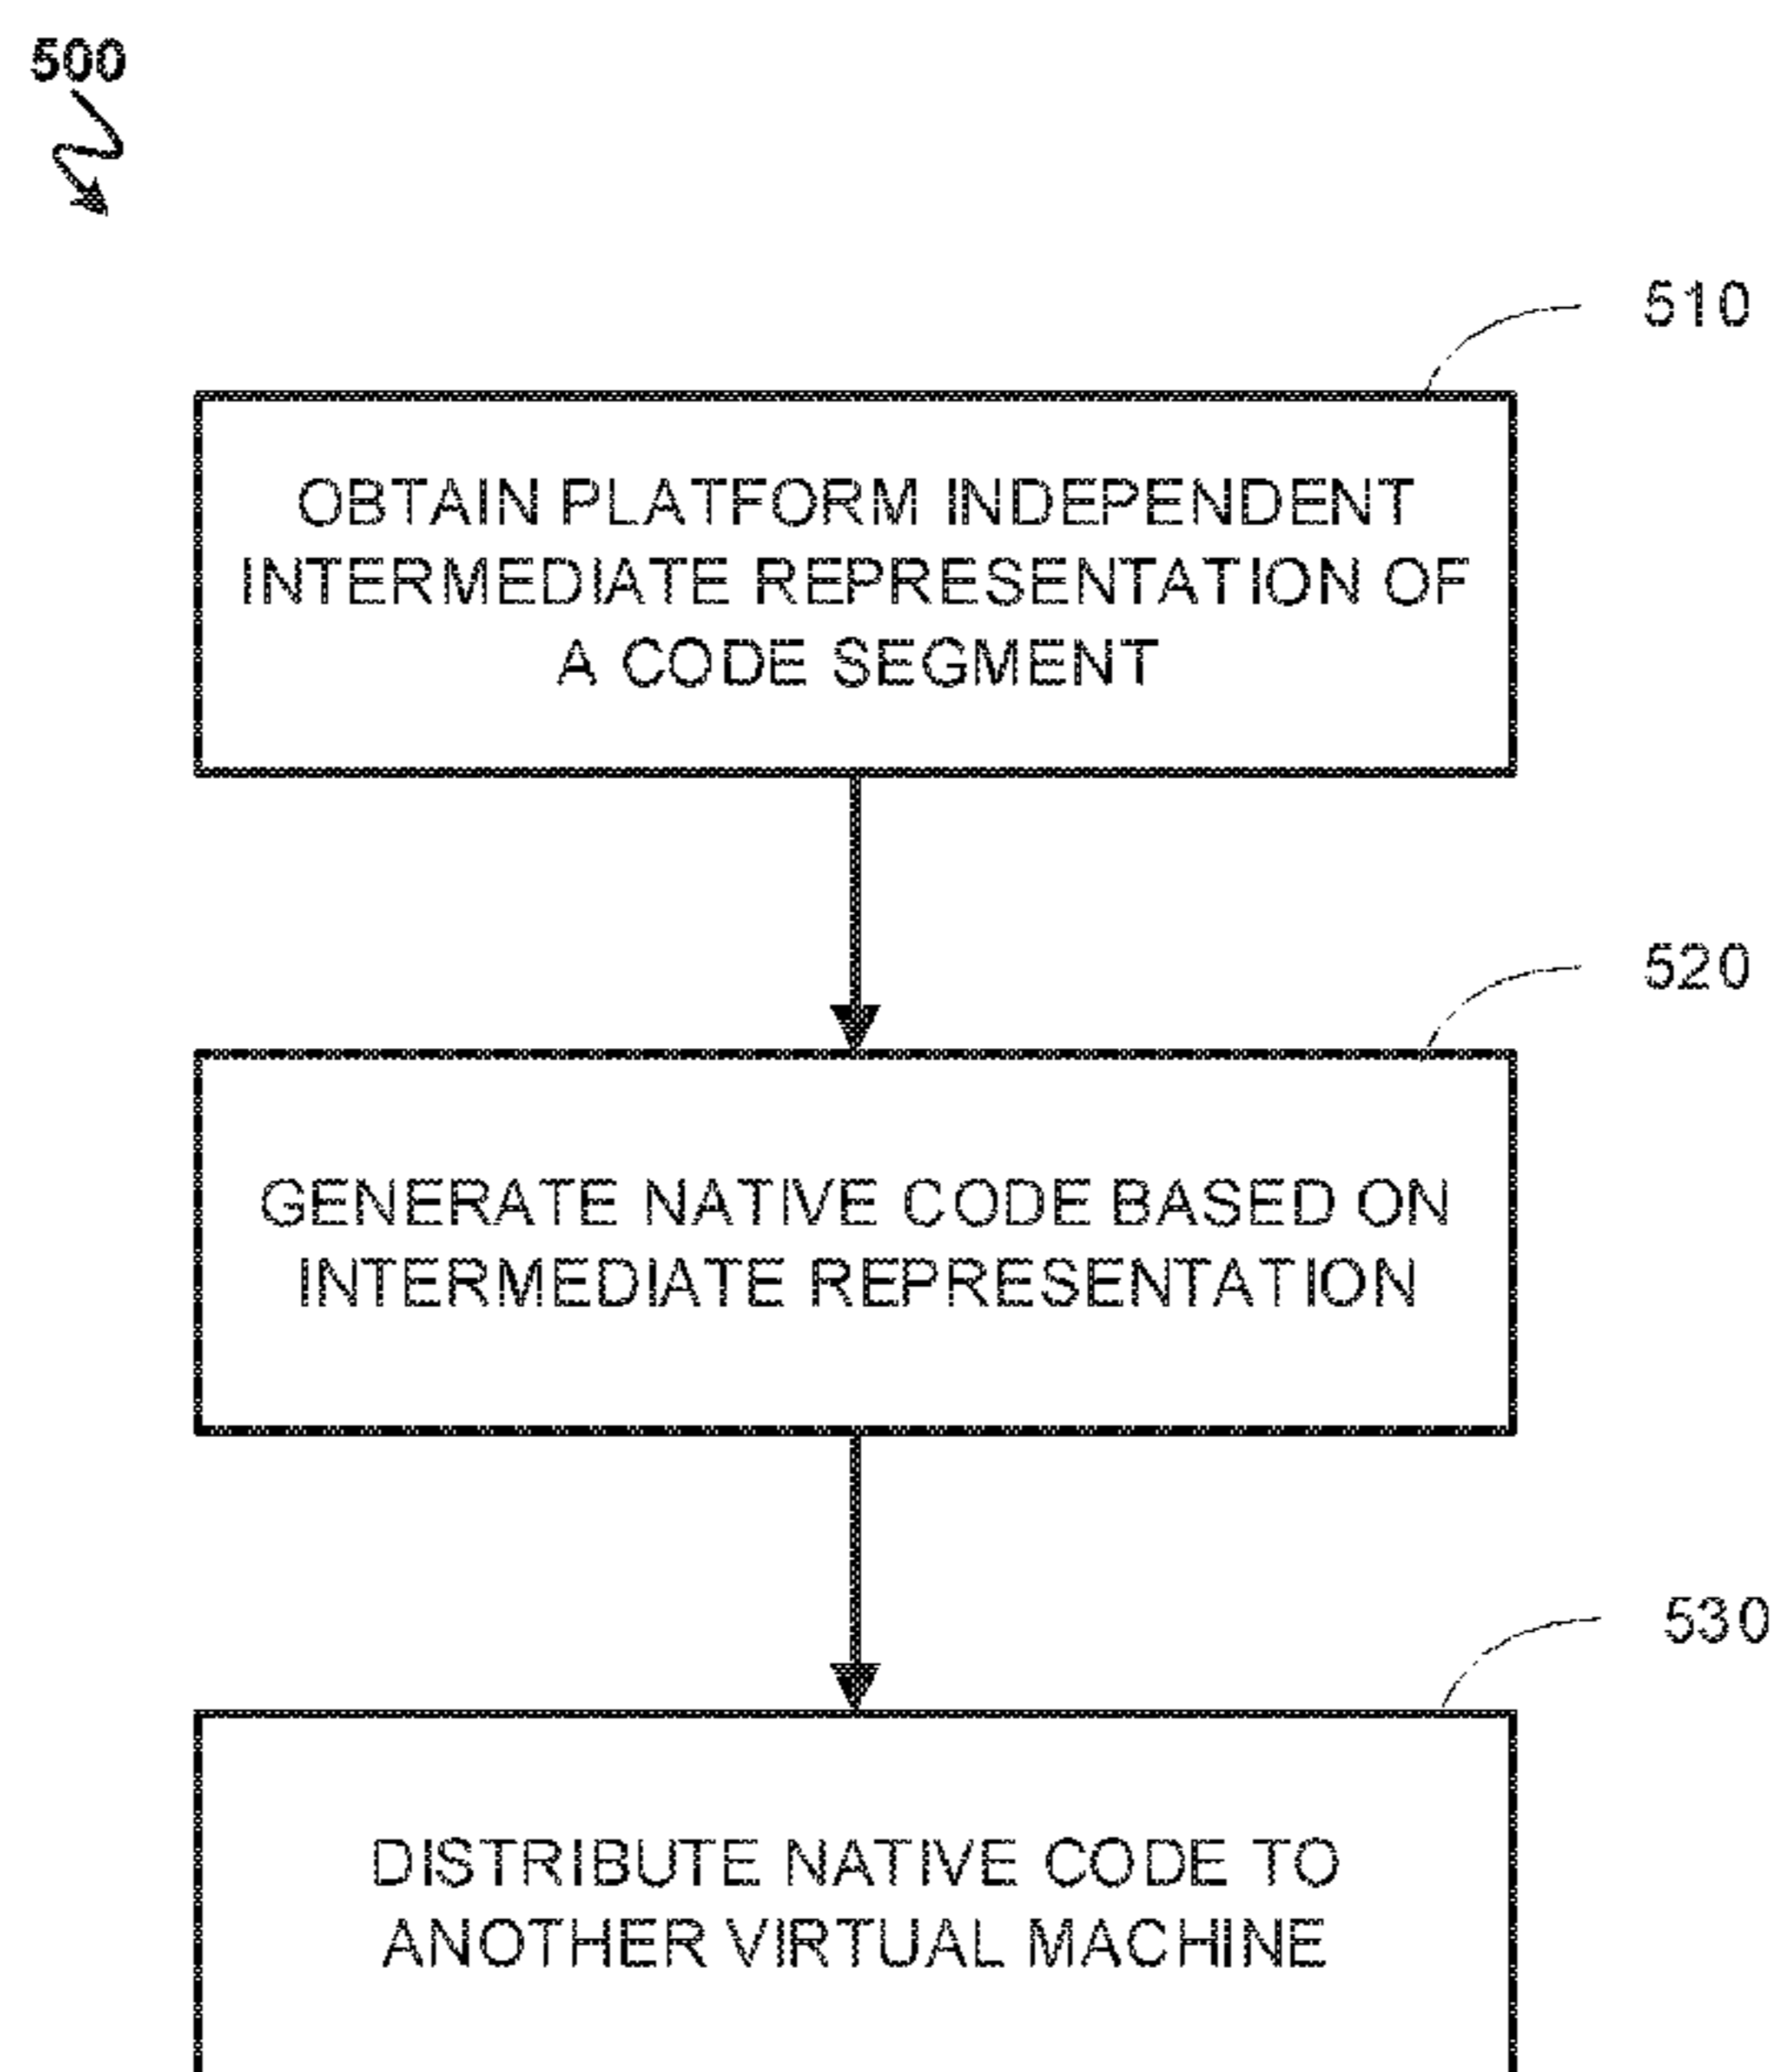 500
510
OBTAIN PLATFORM INDEPENDENT
INTERMEDIATE REPRESENTATION OF
A CODE SEGMENT
520
GENERATE NATIVE CODE BASED ON
INTERMEDIATE REPRESENTATION
530
DISTRIBUTE NATIVE CODE TO
ANOTHER VIRTUAL MACHINE